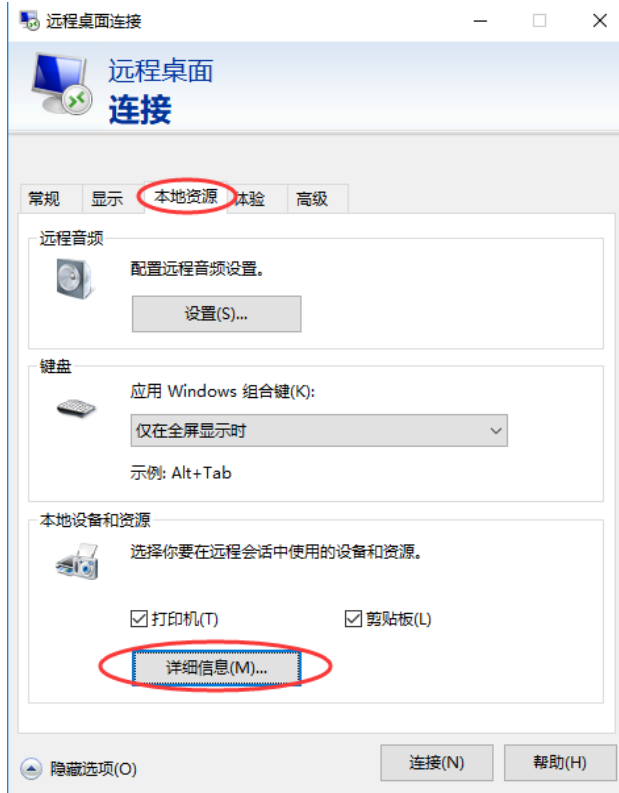 远程桌面连接
远程桌面
连接
常规 显示 本地资源 体验 高级
远程音频
配置远程音频设置。
设置(S)...
键盘
应用 Windows 组合键(K):
仅在全屏显示时
示例: Alt+Tab
本地设备和资源
选择你要在远程会话中使用的设备和资源。
打印机(T) 剪贴板(L)
详细信息(M)...
隐藏选项(O) 连接(N) 帮助(H)